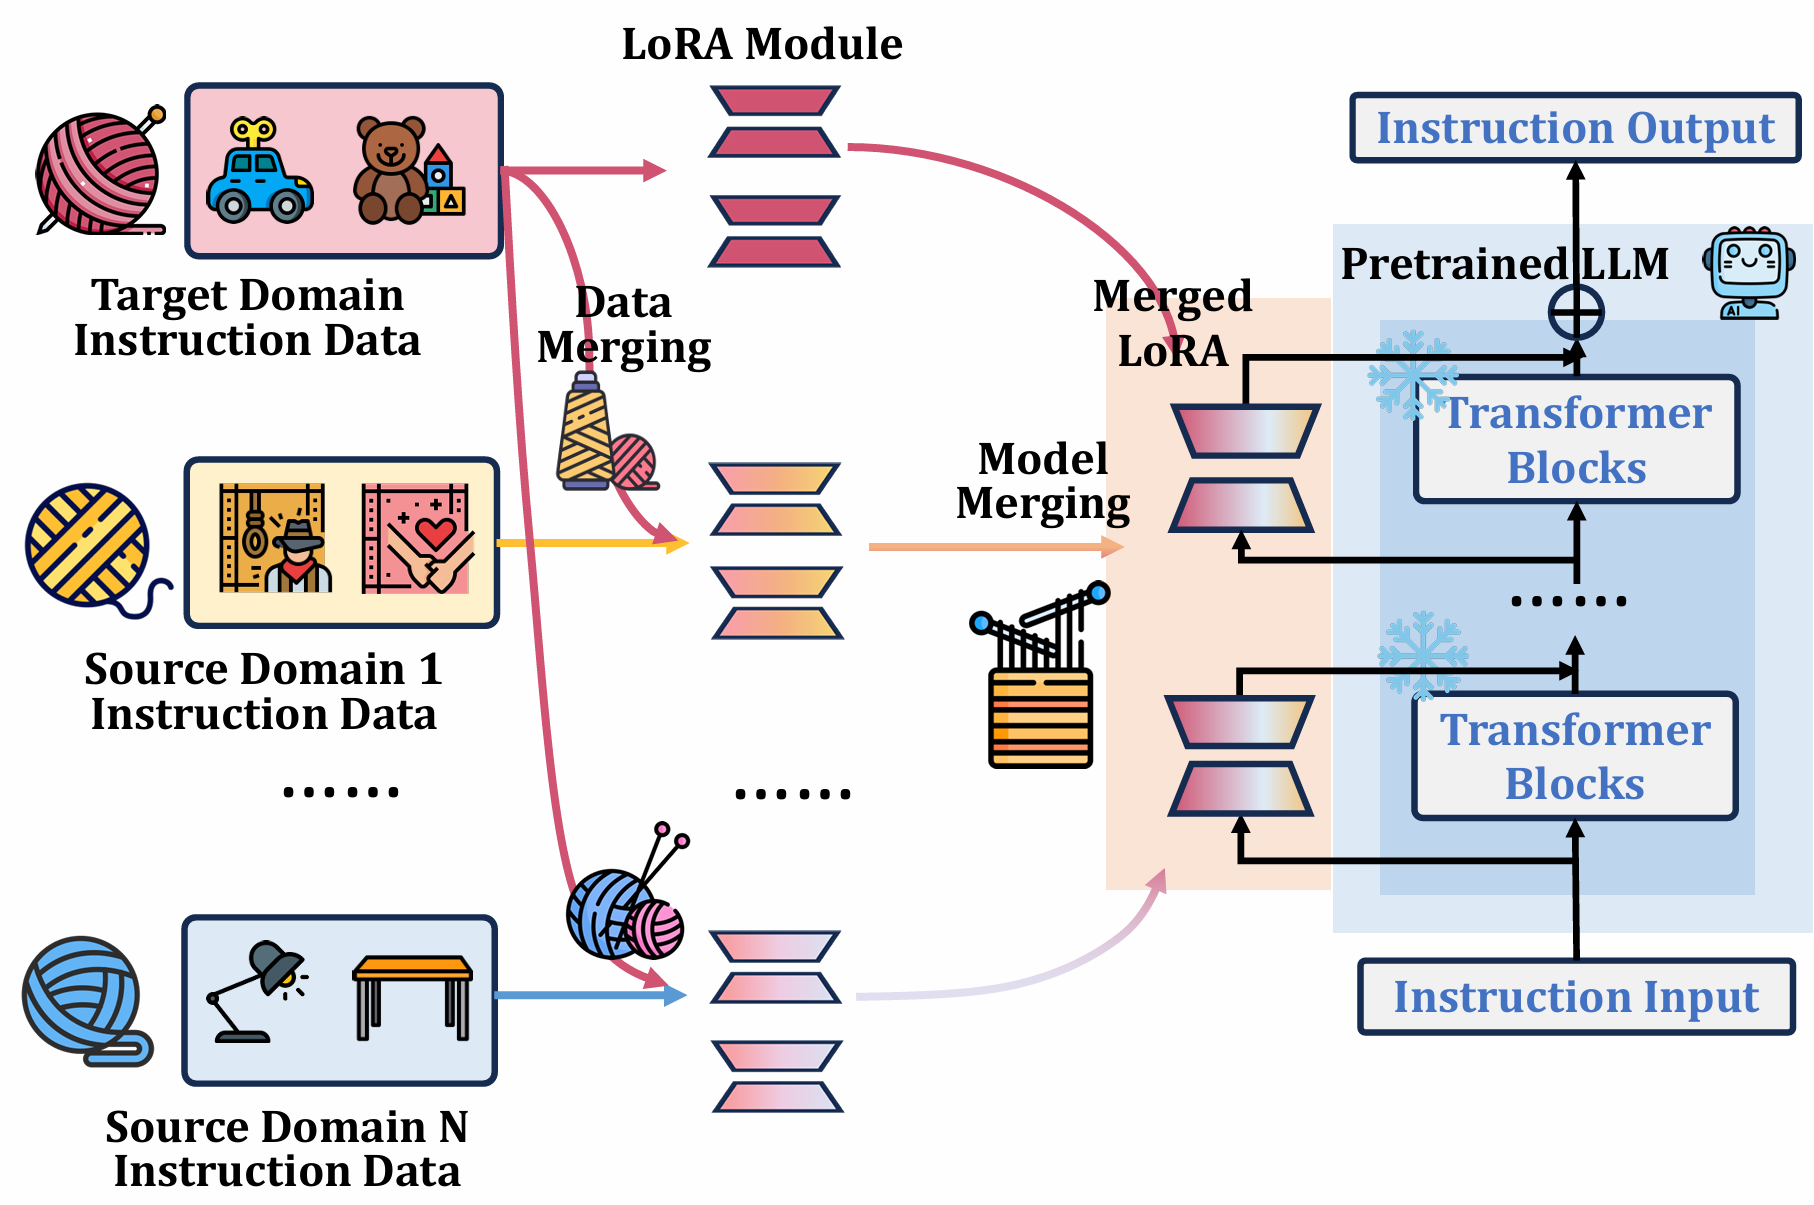 LoRA Module
Target Domain
Instruction Data
Data
Merging
Source Domain 1
Instruction Data
......
......
Source Domain N
Instruction Data
Model
Merging
Merged
LoRA
Instruction Output
Pretrained LLM
AI
Transformer
Blocks
......
Transformer
Blocks
Instruction Input